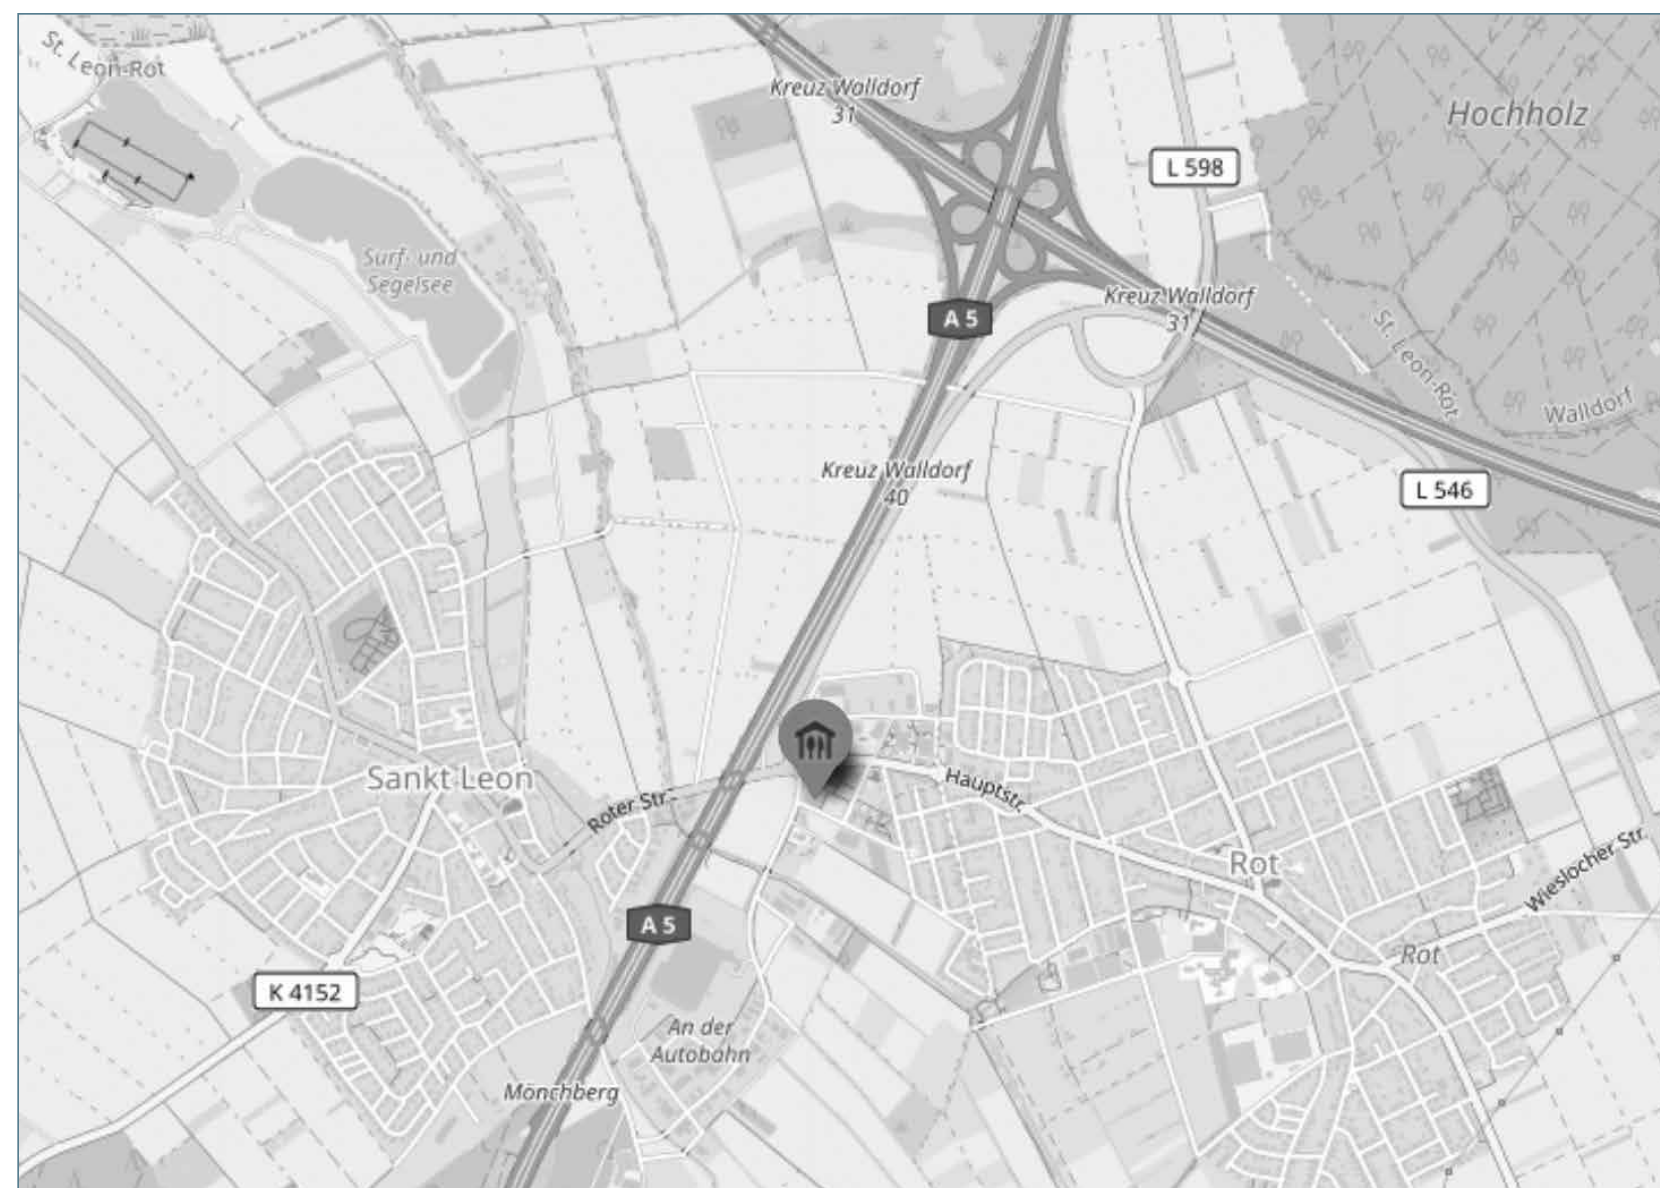 St. Leon-Rot
Kreuz Walldorf
31
Hochholz
L 598
Surf- und
Segelsee
Kreuz Walldorf
31
A 5
St. Leon-Rot
Walldorf
Kreuz Walldorf
40
L 546
Sankt Leon
Roter Str.
Hauptstr.
Rot
Wieslocher Str.
A 5
Rot
K 4152
An der
Autobahn
Mönchberg